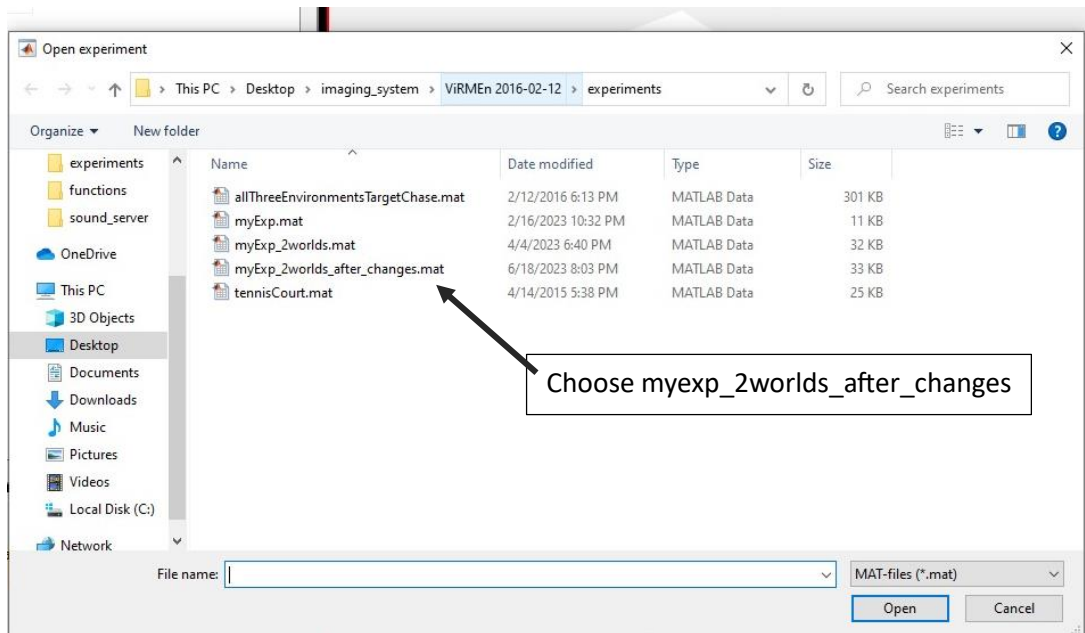 Open experiment
This PC > Desktop > imaging_system > ViRMEn 2016-02-12 > experiments
Search experiments
Organize
New folder
Name Date modified Type Size
experiments
functions
sound_server
OneDrive
This PC
3D Objects
Desktop
Documents
Downloads
Music
Pictures
Videos
Local Disk (C:)
Network
allThreeEnvironmentsTargetChase.mat 2/12/2016 6:13 PM MATLAB Data 301 KB
myExp.mat 2/16/2023 10:32 PM MATLAB Data 11 KB
myExp_2worlds.mat 4/4/2023 6:40 PM MATLAB Data 32 KB
myExp_2worlds_after_changes.mat 6/18/2023 8:03 PM MATLAB Data 33 KB
tennisCourt.mat 4/14/2015 5:38 PM MATLAB Data 25 KB
Choose myexp_2worlds_after_changes
File name:
MAT-files (*.mat)
Open Cancel